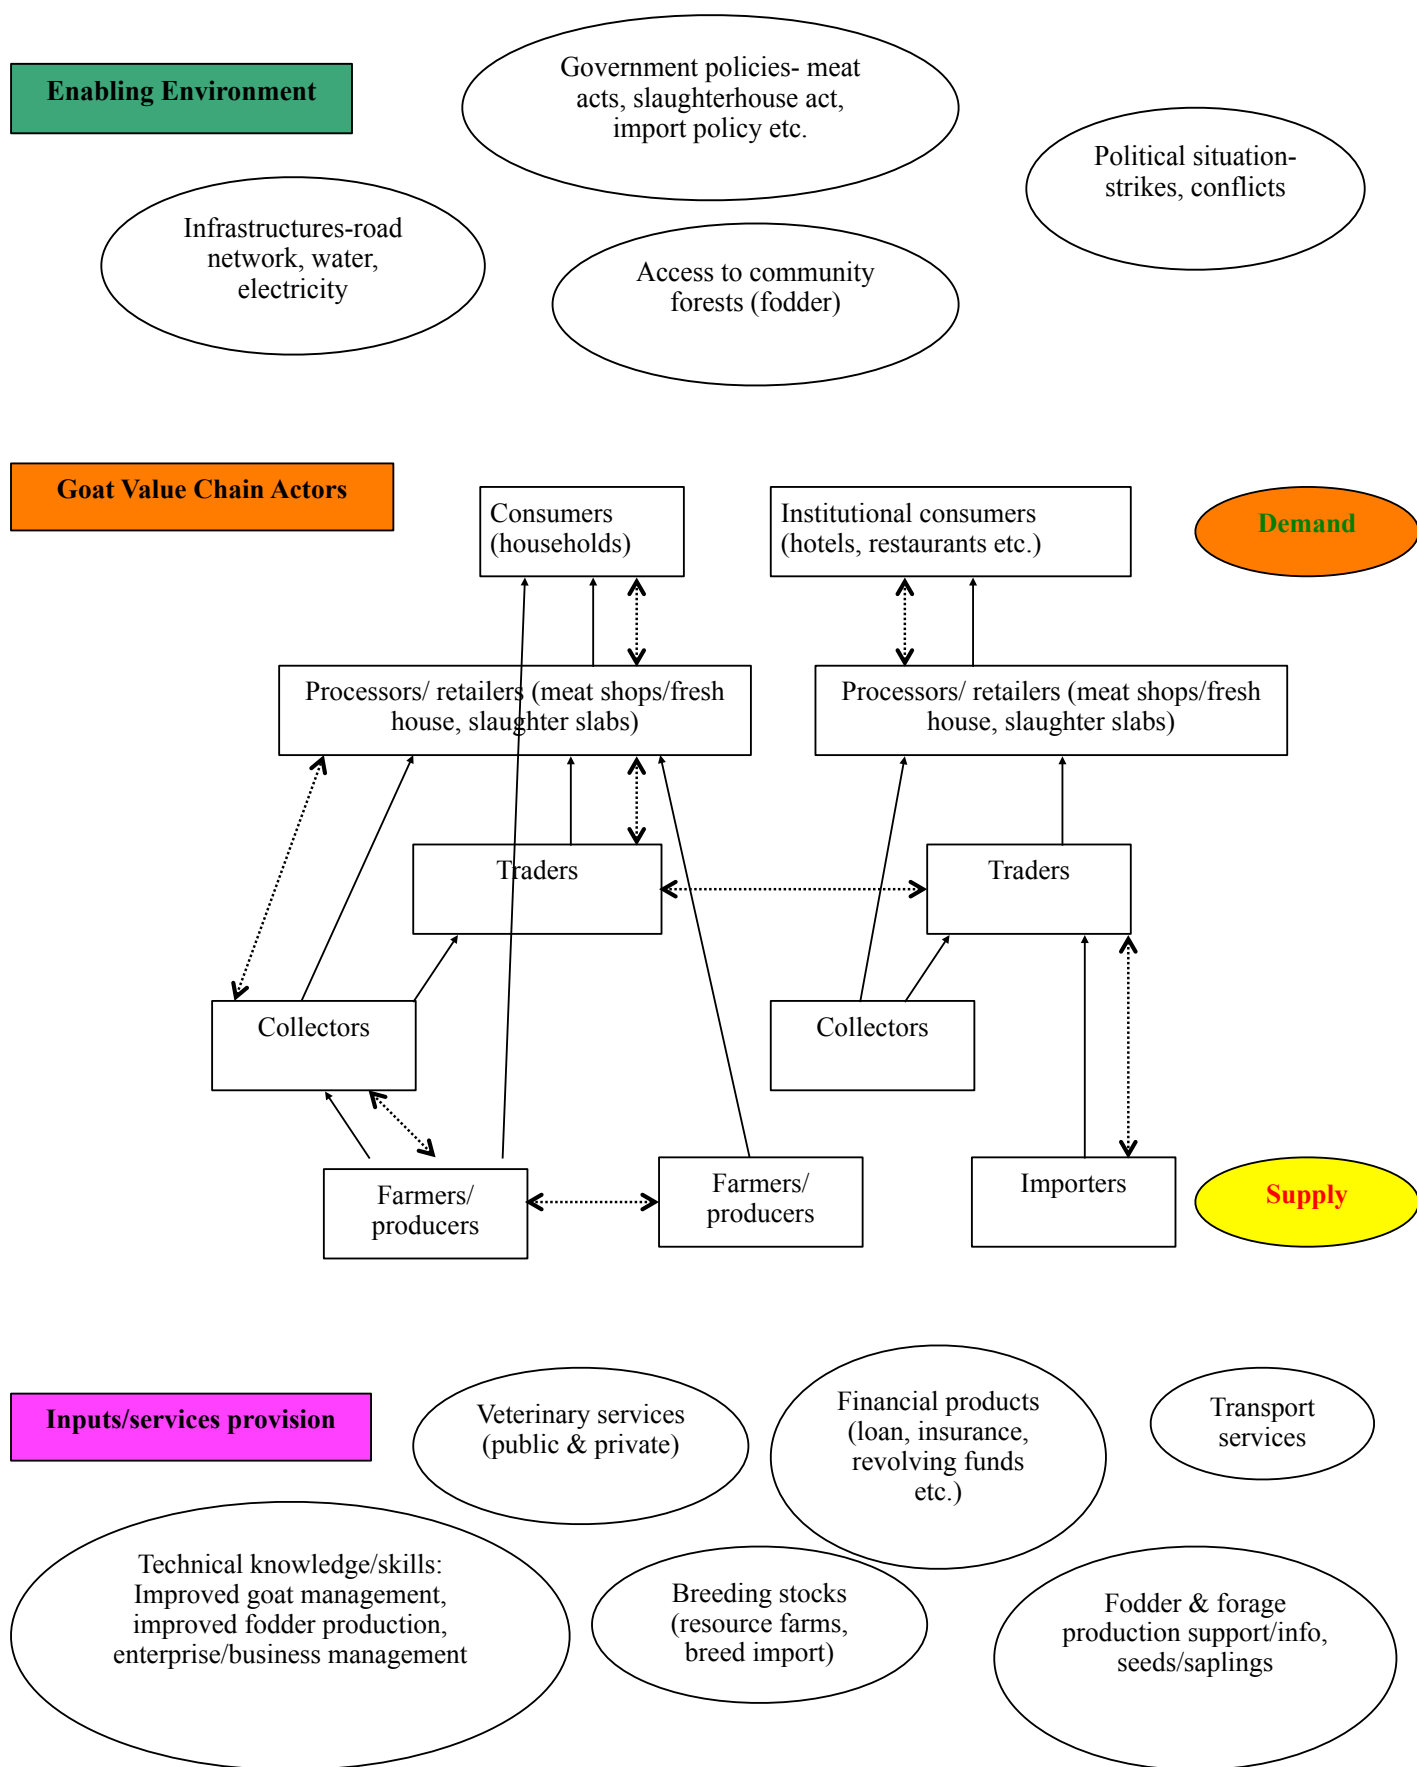 Enabling Environment
Government policies- meat
acts, slaughterhouse act,
import policy etc.
Political situation-
strikes, conflicts
Infrastructures-road
network, water,
electricity
Access to community
forests (fodder)
Goat Value Chain Actors
Consumers
(households)
Institutional consumers
(hotels, restaurants etc.)
Demand
Processors/ retailers (meat shops/fresh
house, slaughter slabs)
Processors/ retailers (meat shops/fresh
house, slaughter slabs)
Traders
Traders
Collectors
Collectors
Farmers/
producers
Farmers/
producers
Importers
Supply
Inputs/services provision
Veterinary services
(public & private)
Financial products
(loan, insurance,
revolving funds
etc.)
Transport
services
Technical knowledge/skills:
Improved goat management,
improved fodder production,
enterprise/business management
Breeding stocks
(resource farms,
breed import)
Fodder & forage
production support/info,
seeds/saplings